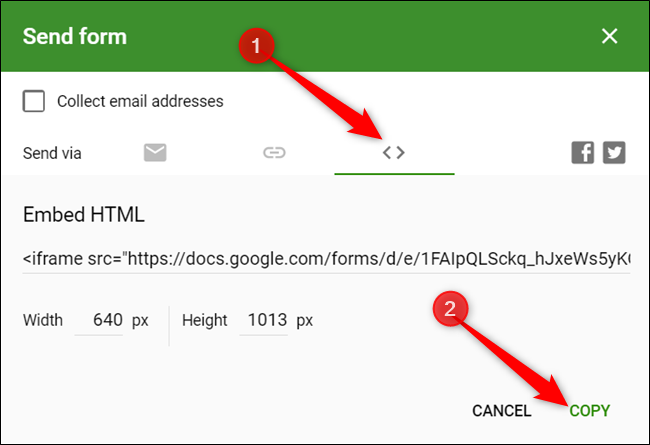 Send form
1
Collect email addresses
Send via
< >
Embed HTML
<iframe src="https://docs.google.com/forms/d/e/1FAIpQLSckq_hJxeWs5yK
Width 640 px Height 1013 px
2
CANCEL COPY